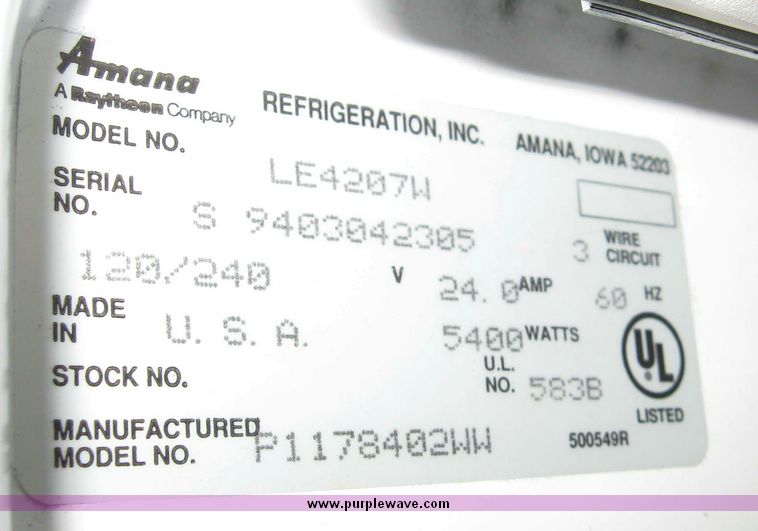 Amana
A Raytheon Company
REFRIGERATION, INC. AMANA, IOWA 52203
MODEL NO. LE4207W
SERIAL NO. S 9403042305
3 WIRE CIRCUIT
120/240 V 24.0 AMP 60 HZ
MADE IN U.S.A. 5400 WATTS
STOCK NO. U.L. NO. 583B
UL
LISTED
MANUFACTURED MODEL NO. P1178402WW
500549R
www.purplewave.com